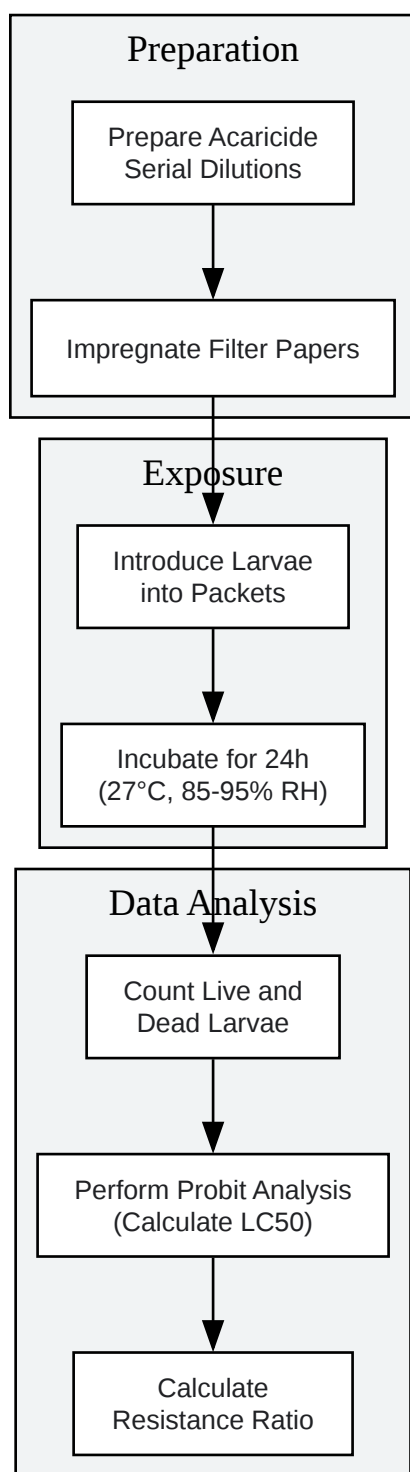 Preparation
Prepare Acaricide
Serial Dilutions
Impregnate Filter Papers
Exposure
Introduce Larvae
into Packets
Incubate for 24h
(27°C, 85-95% RH)
Data Analysis
Count Live and
Dead Larvae
Perform Probit Analysis
(Calculate LC50)
Calculate
Resistance Ratio